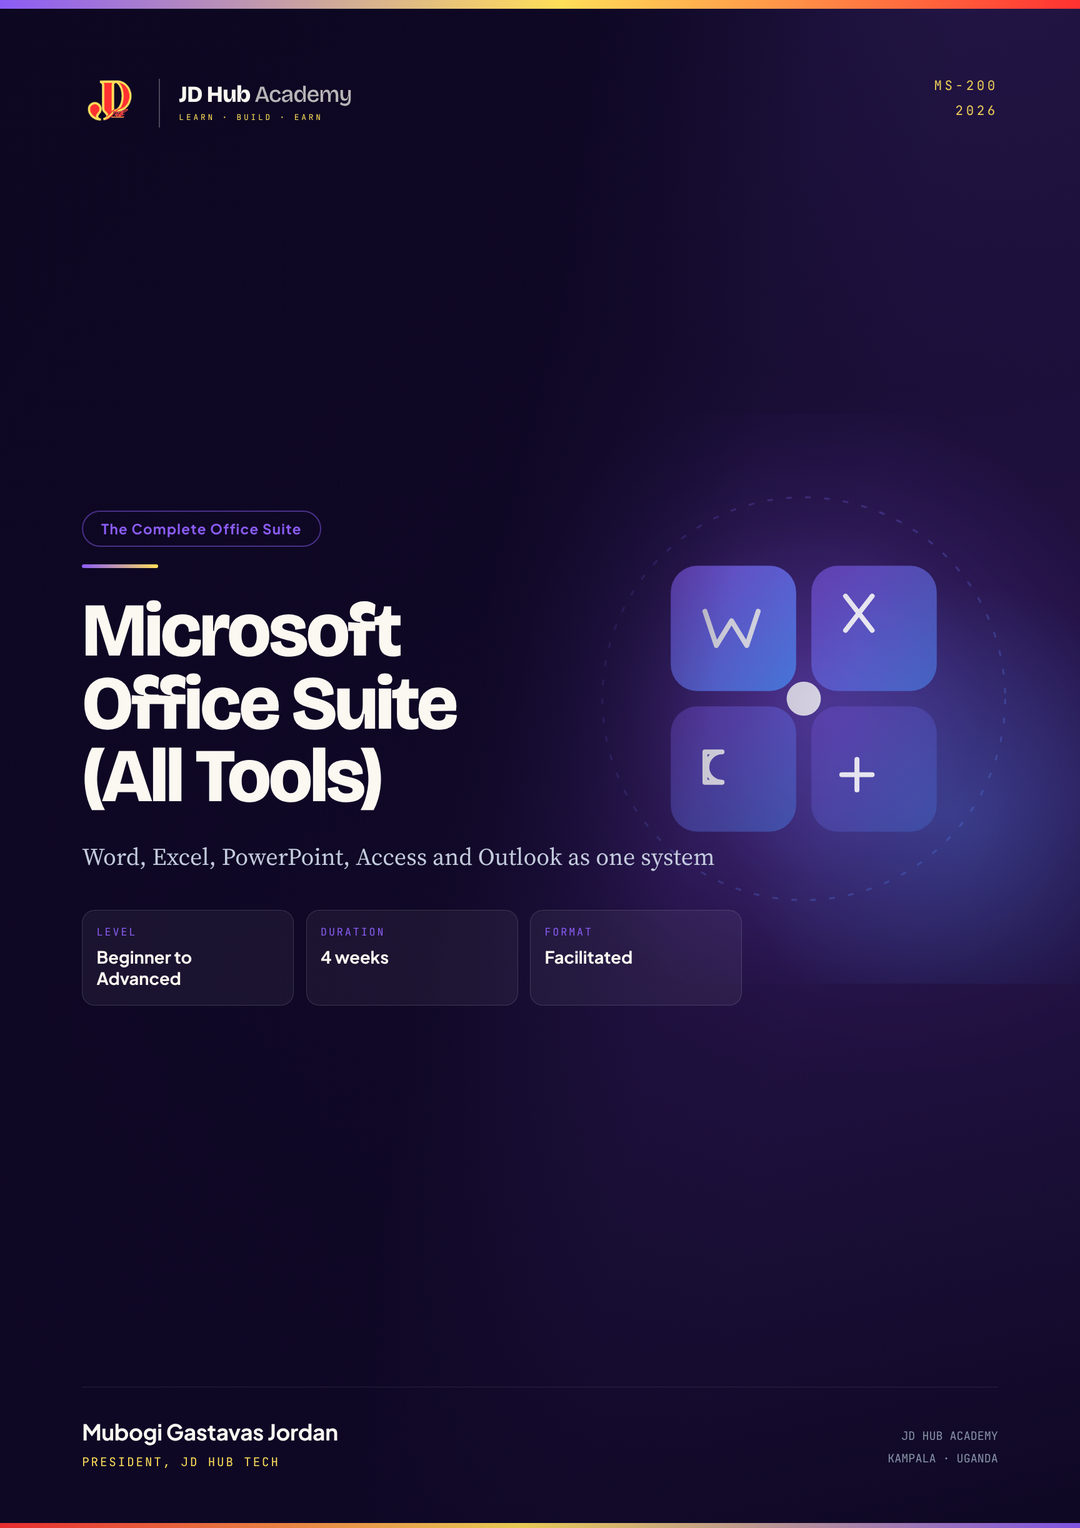 JD
JD Hub Academy
LEARN · BUILD · EARN
MS-200
2026
The Complete Office Suite
Microsoft
Office Suite
(All Tools)
W
X
+
Word, Excel, PowerPoint, Access and Outlook as one system
LEVEL
Beginner to
Advanced
DURATION
4 weeks
FORMAT
Facilitated
Mubogi Gastavas Jordan
PRESIDENT, JD HUB TECH
JD HUB ACADEMY
KAMPALA · UGANDA